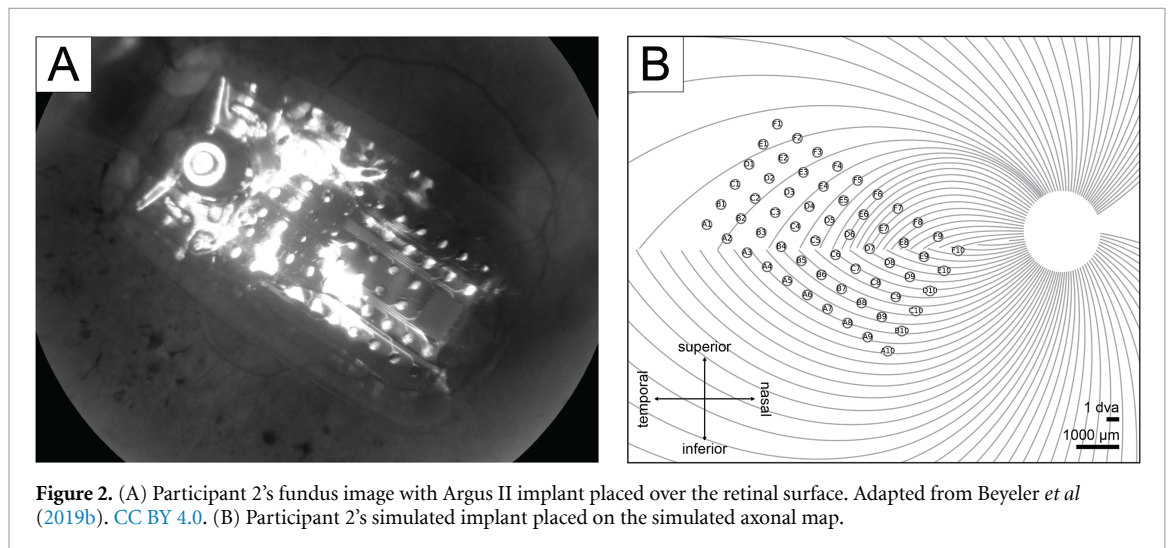 A
B
F1
F2
E1
F3
E2
D1
F4
E3
D2
F5
C1
E4
D3
F6
C2
E5
B1
D4
F7
C3
E6
B2
D5
F8
A1
C4
E7
B3
D6
F9
A2
C5
E8
B4
D7
F10
A3
C6
E9
B5
D8
A4
C7
E10
B6
D9
A5
C8
B7
D10
A6
C9
B8
A7
C10
B9
A8
B10
A9
A10
superior
temporal
nasal
inferior
1 dva
1000 µm
Figure 2. (A) Participant 2's fundus image with Argus II implant placed over the retinal surface. Adapted from Beyeler et al
(2019b). CC BY 4.0. (B) Participant 2's simulated implant placed on the simulated axonal map.